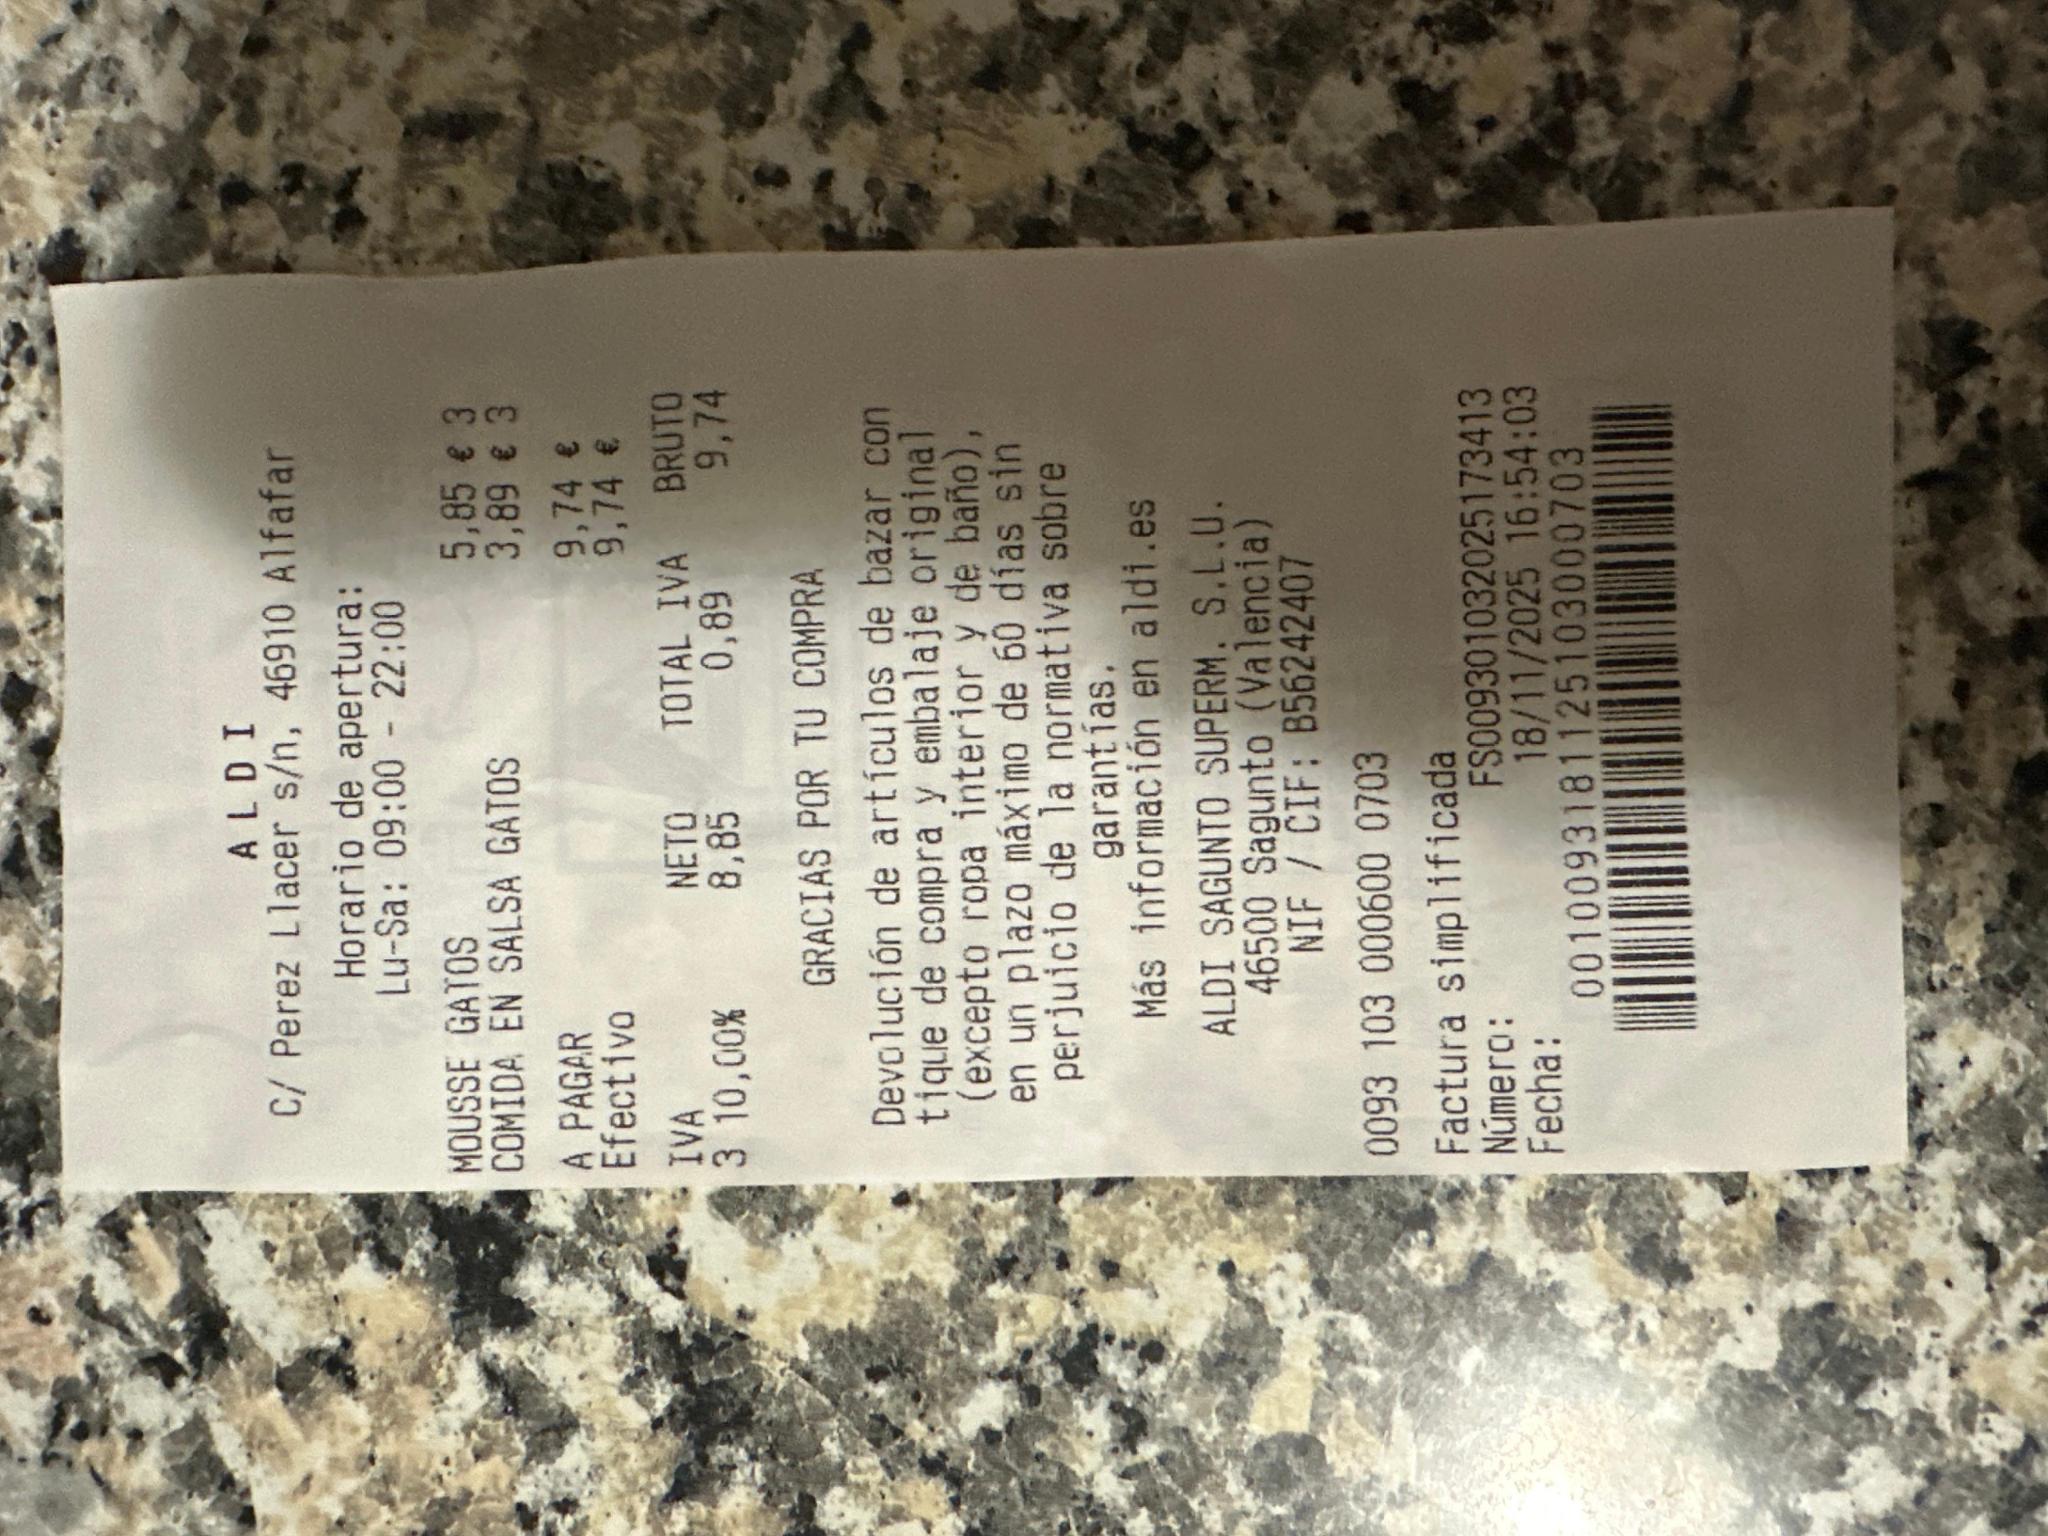 A L D I
C/ Perez Llacer s/n, 46910 Alfafar
Horario de apertura:
Lu-Sa: 09:00 - 22:00
MOUSSE GATOS 5,85 € 3
COMIDA EN SALSA GATOS 3,89 € 3
A PAGAR 9,74 €
Efectivo 9,74 €
IVA NETO TOTAL IVA BRUTO
3 10,00% 8,85 0,89 9,74
GRACIAS POR TU COMPRA
Devolución de artículos de bazar con
tique de compra y embalaje original
(excepto ropa interior y de baño),
en un plazo máximo de 60 días sin
perjuicio de la normativa sobre
garantías.
Más información en aldi.es
ALDI SAGUNTO SUPERM. S.L.U.
46500 Sagunto (Valencia)
NIF / CIF: B56242407
0093 103 000600 0703
Factura simplificada
Número: FS009301032025173413
Fecha: 18/11/2025 16:54:03
0010093181125103000703